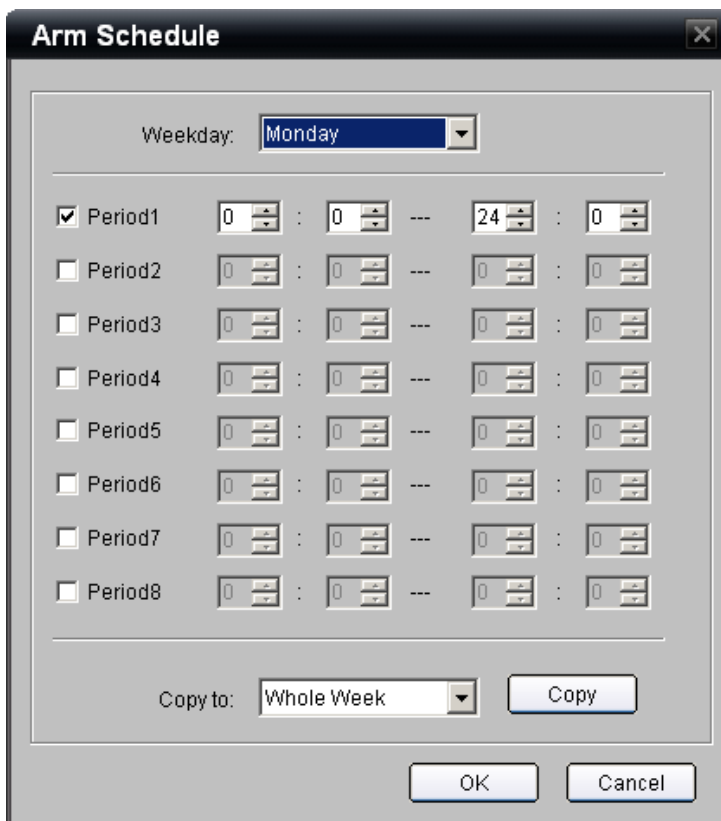 Arm Schedule
Weekday: Monday
Period1 0 : 0 --- 24 : 0
Period2 0 : 0 --- 0 : 0
Period3 0 : 0 --- 0 : 0
Period4 0 : 0 --- 0 : 0
Period5 0 : 0 --- 0 : 0
Period6 0 : 0 --- 0 : 0
Period7 0 : 0 --- 0 : 0
Period8 0 : 0 --- 0 : 0
Copy to: Whole Week Copy
OK Cancel